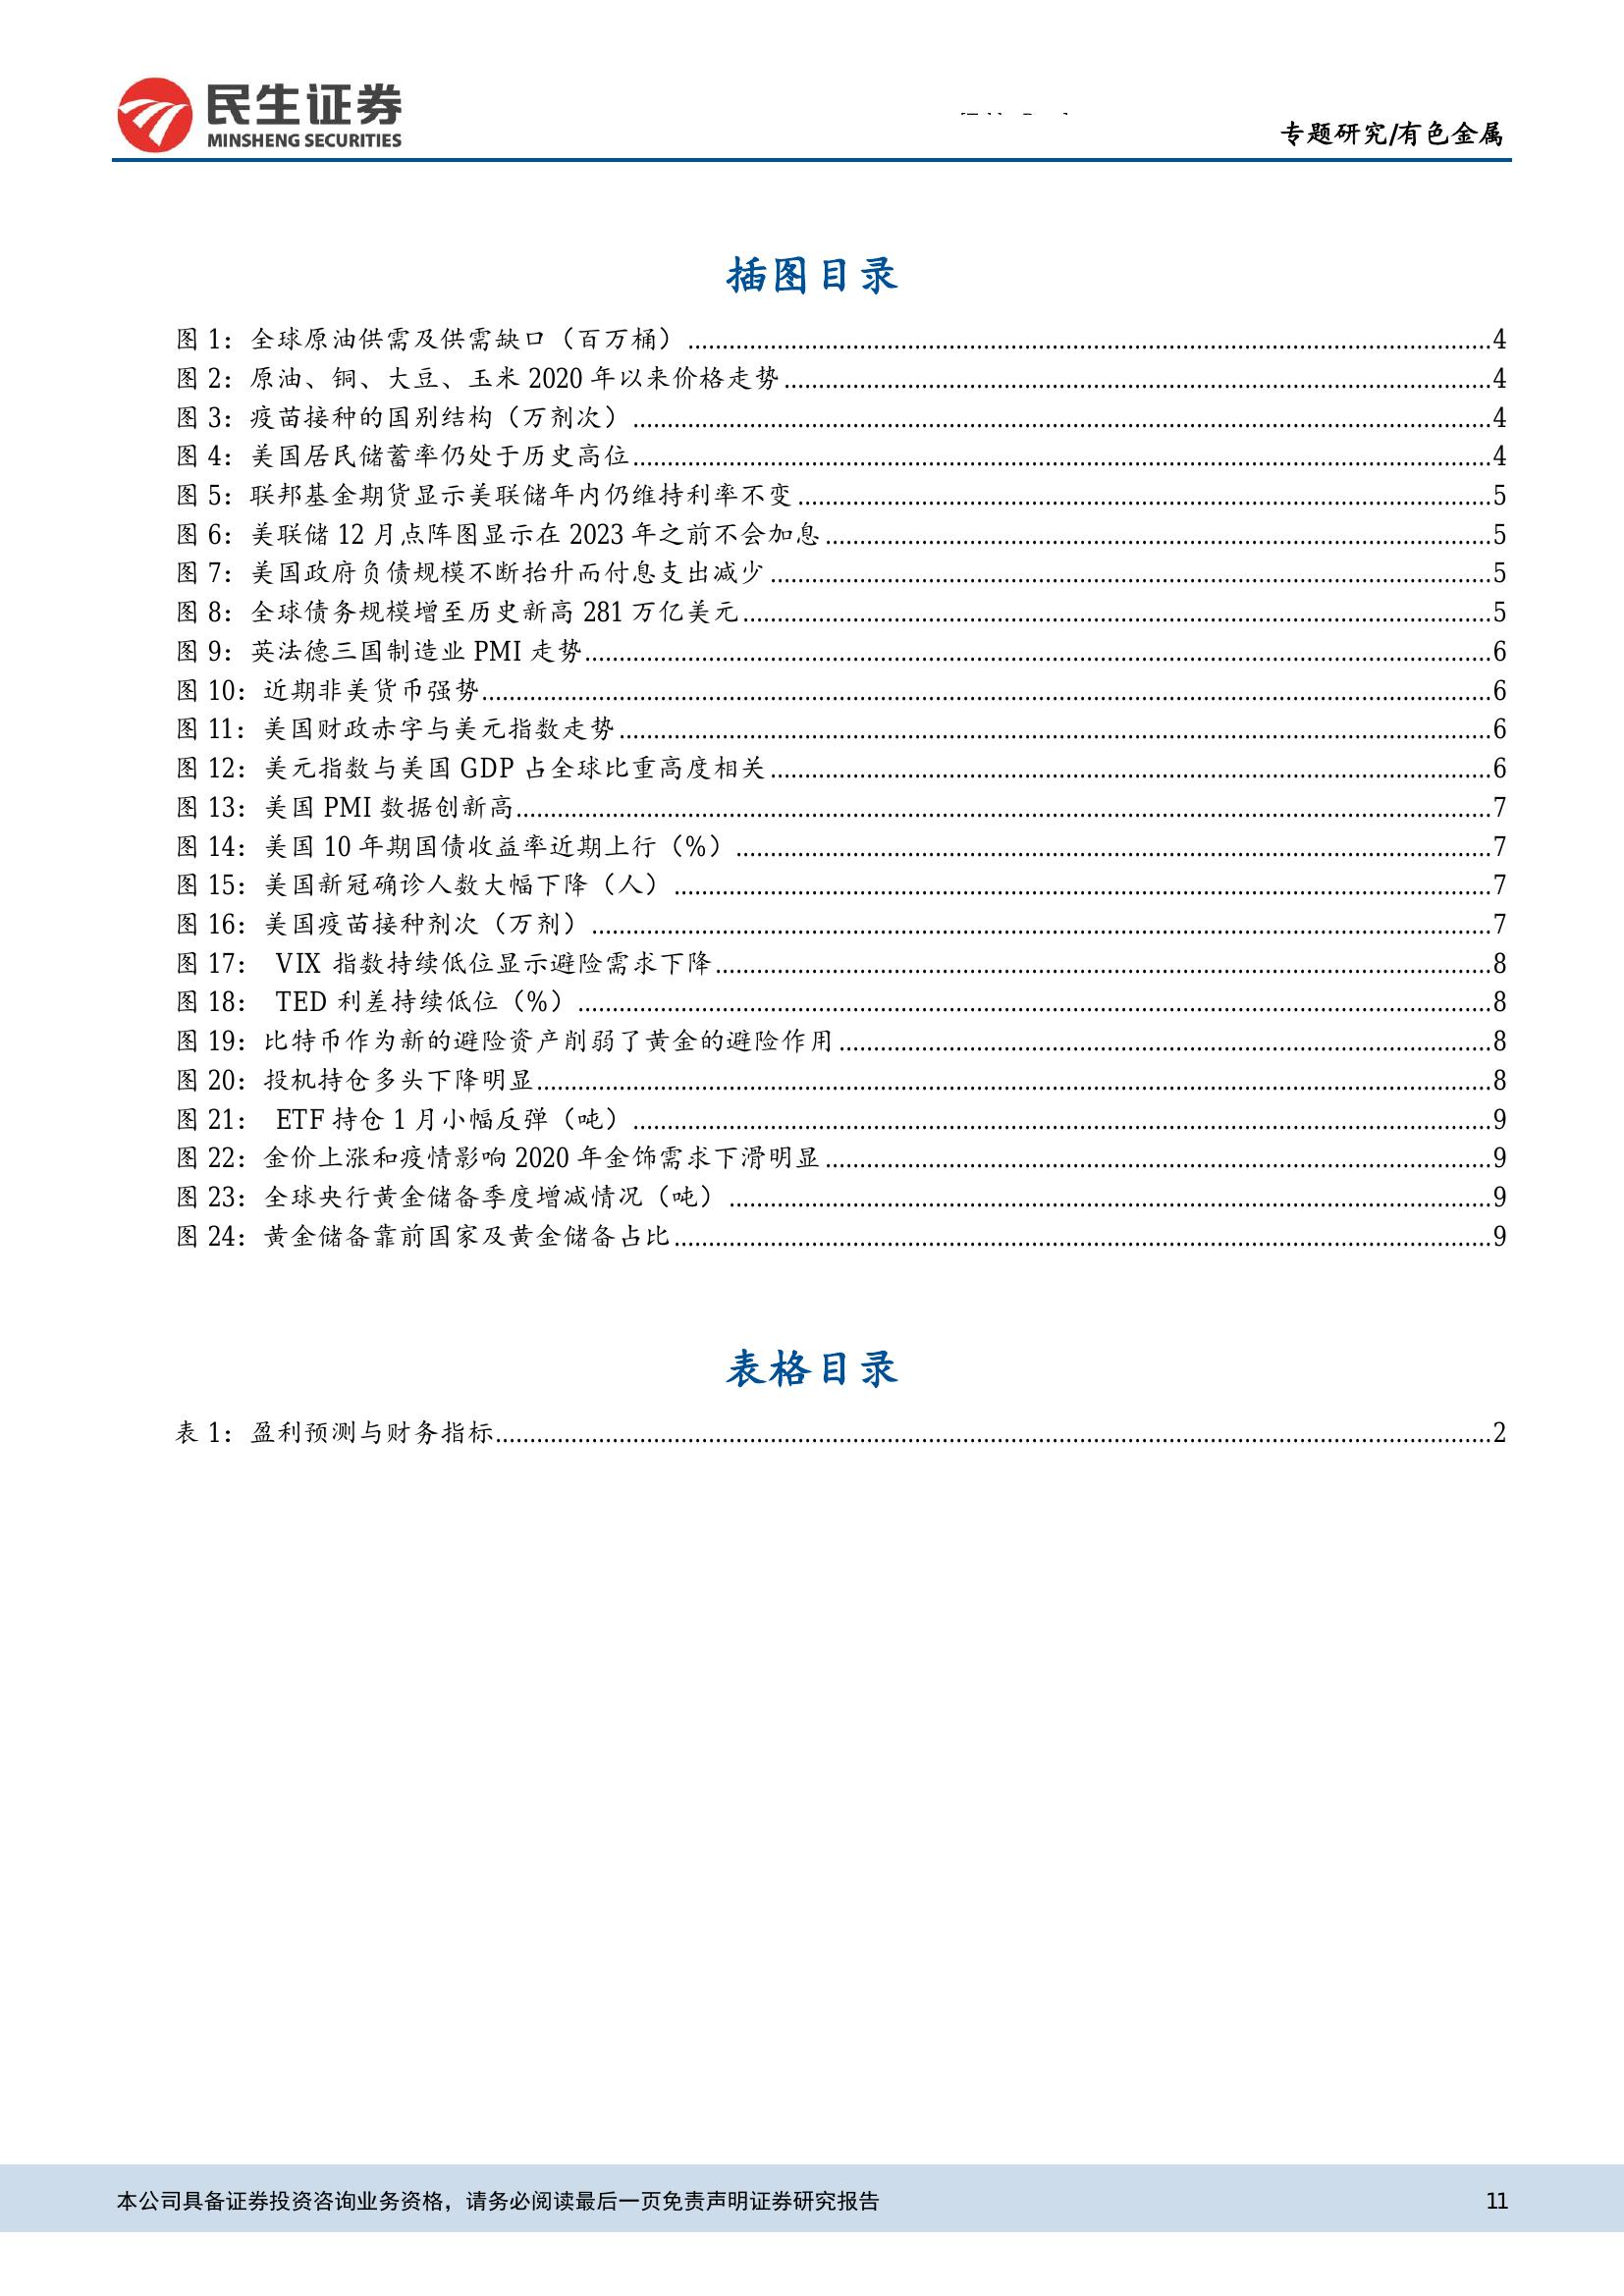 民生证券
MINSHENG SECURITIES
专题研究/有色金属
插图目录
图 1：全球原油供需及供需缺口（百万桶）4
图 2：原油、铜、大豆、玉米 2020 年以来价格走势4
图 3：疫苗接种的国别结构（万剂次）4
图 4：美国居民储蓄率仍处于历史高位4
图 5：联邦基金期货显示美联储年内仍维持利率不变5
图 6：美联储 12 月点阵图显示在 2023 年之前不会加息5
图 7：美国政府负债规模不断抬升而付息支出减少5
图 8：全球债务规模增至历史新高 281 万亿美元5
图 9：英法德三国制造业 PMI 走势6
图 10：近期非美货币强势6
图 11：美国财政赤字与美元指数走势6
图 12：美元指数与美国 GDP 占全球比重高度相关6
图 13：美国 PMI 数据创新高7
图 14：美国 10 年期国债收益率近期上行（%）7
图 15：美国新冠确诊人数大幅下降（人）7
图 16：美国疫苗接种剂次（万剂）7
图 17： VIX 指数持续低位显示避险需求下降8
图 18： TED 利差持续低位（%）8
图 19：比特币作为新的避险资产削弱了黄金的避险作用8
图 20：投机持仓多头下降明显8
图 21： ETF 持仓 1 月小幅反弹（吨）9
图 22：金价上涨和疫情影响 2020 年金饰需求下滑明显9
图 23：全球央行黄金储备季度增减情况（吨）9
图 24：黄金储备靠前国家及黄金储备占比9
表格目录
表 1：盈利预测与财务指标2
本公司具备证券投资咨询业务资格，请务必阅读最后一页免责声明证券研究报告 11